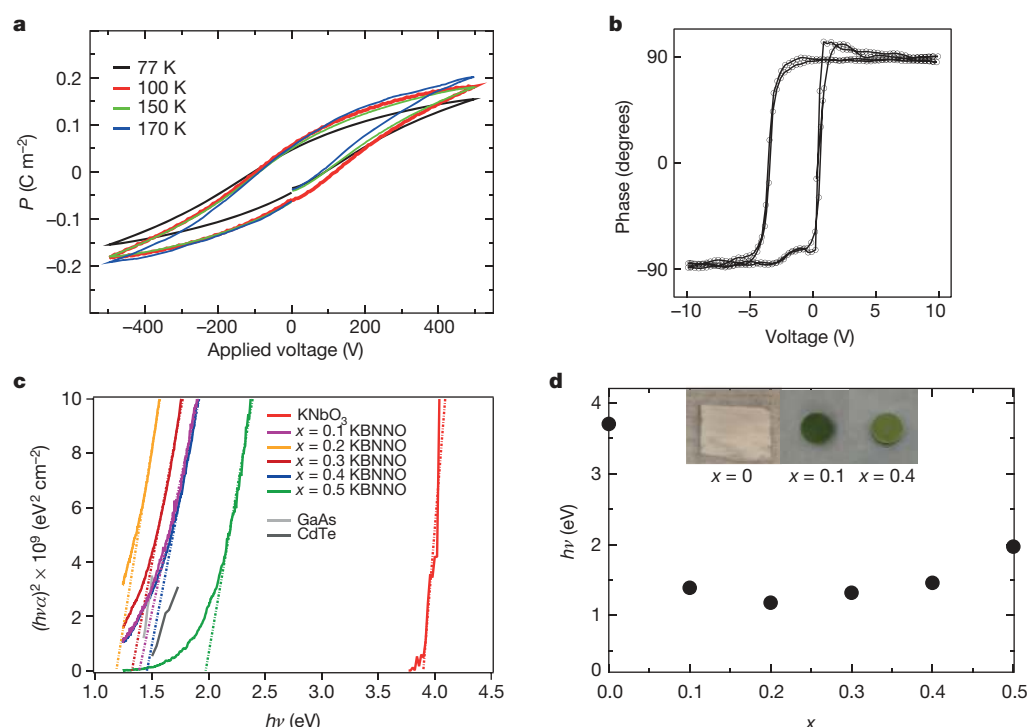 a
77 K
100 K
150 K
170 K
P (C m−2)
0.2
0.1
0
−0.1
−0.2
−400
−200
0
200
400
Applied voltage (V)
b
Phase (degrees)
90
0
−90
−10
−5
0
5
10
Voltage (V)
c
(hνα)² × 10⁹ (eV² cm⁻²)
10
8
6
4
2
0
KNbO₃
x = 0.1 KBNNO
x = 0.2 KBNNO
x = 0.3 KBNNO
x = 0.4 KBNNO
x = 0.5 KBNNO
GaAs
CdTe
1.0
1.5
2.0
2.5
3.0
3.5
4.0
4.5
hν (eV)
d
hν (eV)
4
3
2
1
0
x = 0
x = 0.1
x = 0.4
0.0
0.1
0.2
0.3
0.4
0.5
x